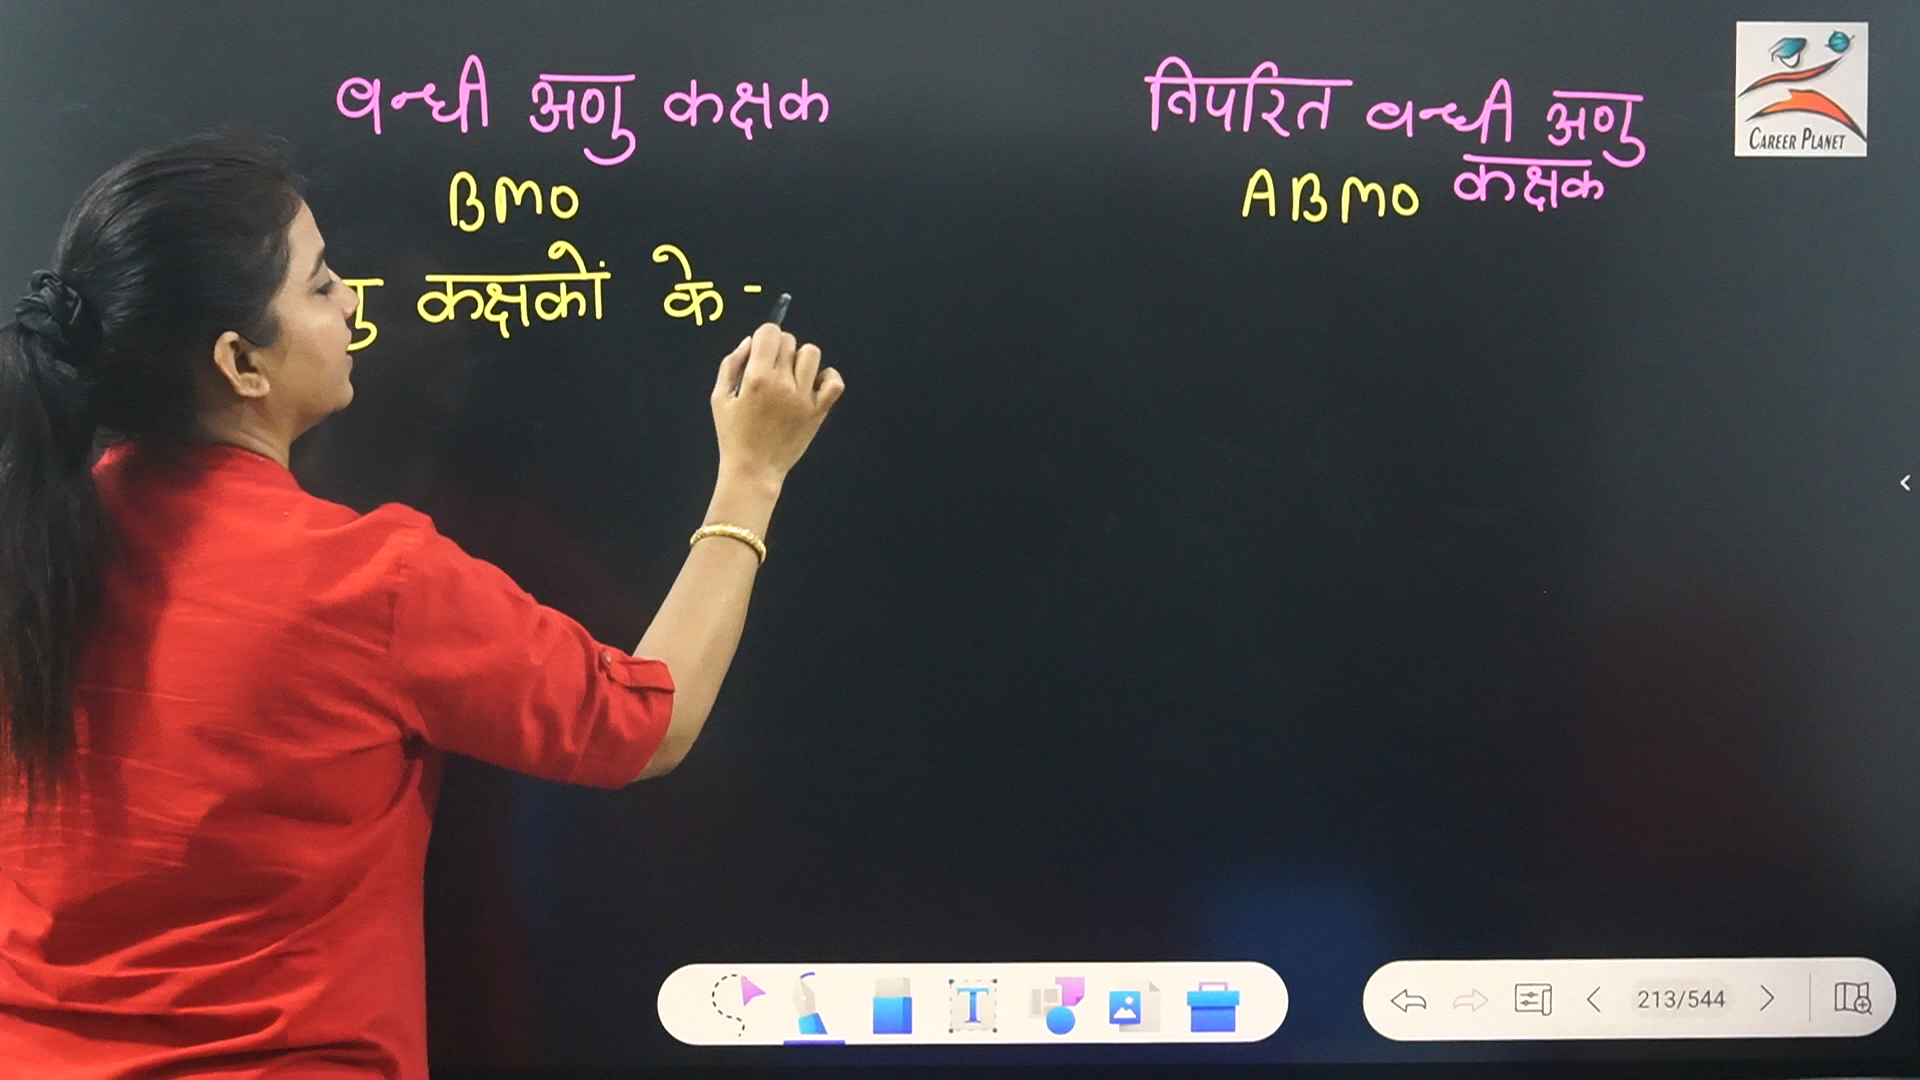 बन्धी अणु कक्षक
BMO
कक्षकों के
विपरित बन्धी अणु
कक्षक
ABMO
CAREER PLANET
213/544